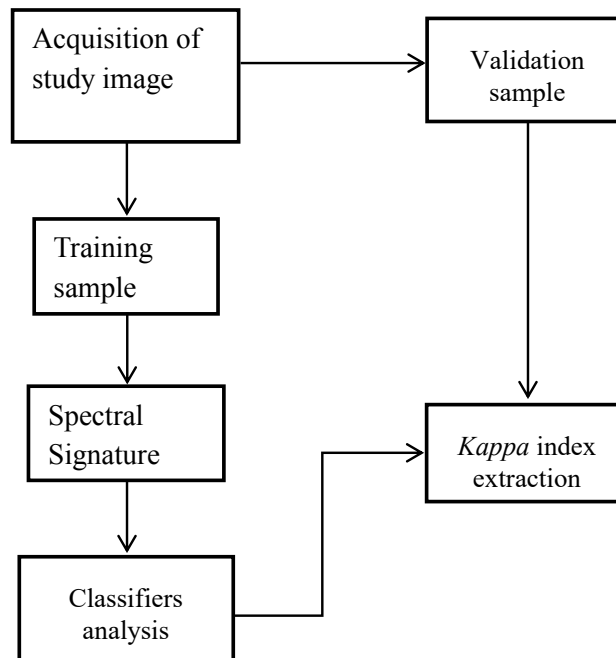 Acquisition of
study image
Validation
sample
Training
sample
Spectral
Signature
Kappa index
extraction
Classifiers
analysis